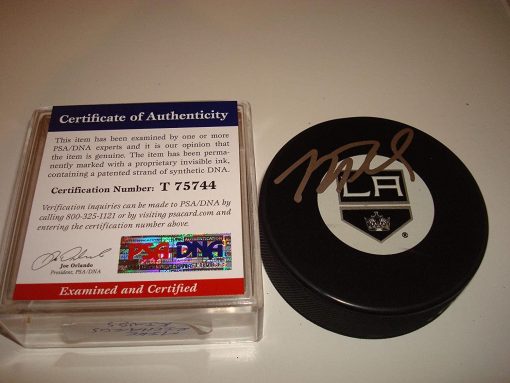 Certificate of Authenticity
This item has been examined by one or more
PSA/DNA experts and it is our opinion that
the item is genuine. The item has been perma-
nently marked with a proprietary invisible ink,
containing a patented strand of synthetic DNA.
Certification Number: T 75744
Verification inquiries can be made to PSA/DNA by
calling 800-325-1121 or by visiting psacard.com and
entering the certification number above.
Joe Orlando
President, PSA/DNA
PSA/DNA
Examined and Certified
LA
®